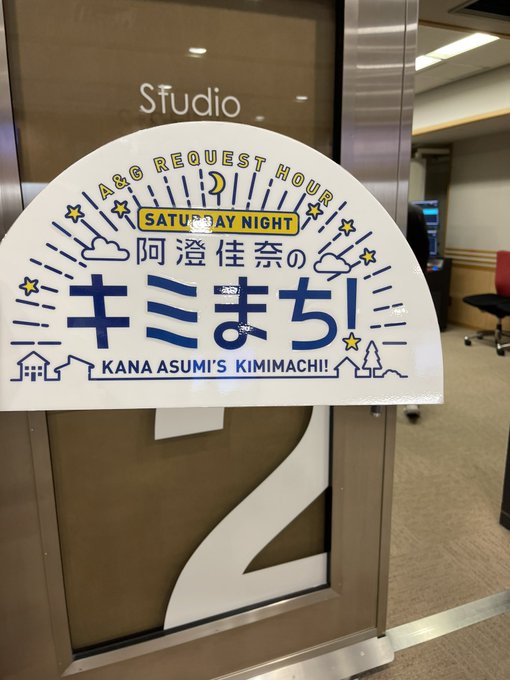 Studio
A&G REQUEST HOUR
SATURDAY NIGHT
阿澄佳奈の
キミまち!
KANA ASUMI'S KIMIMACHI!
2